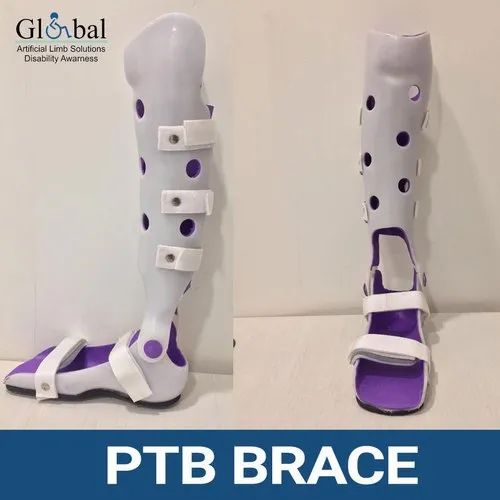 Global
Artificial Limb Solutions
Disability Awarness
PTB BRACE